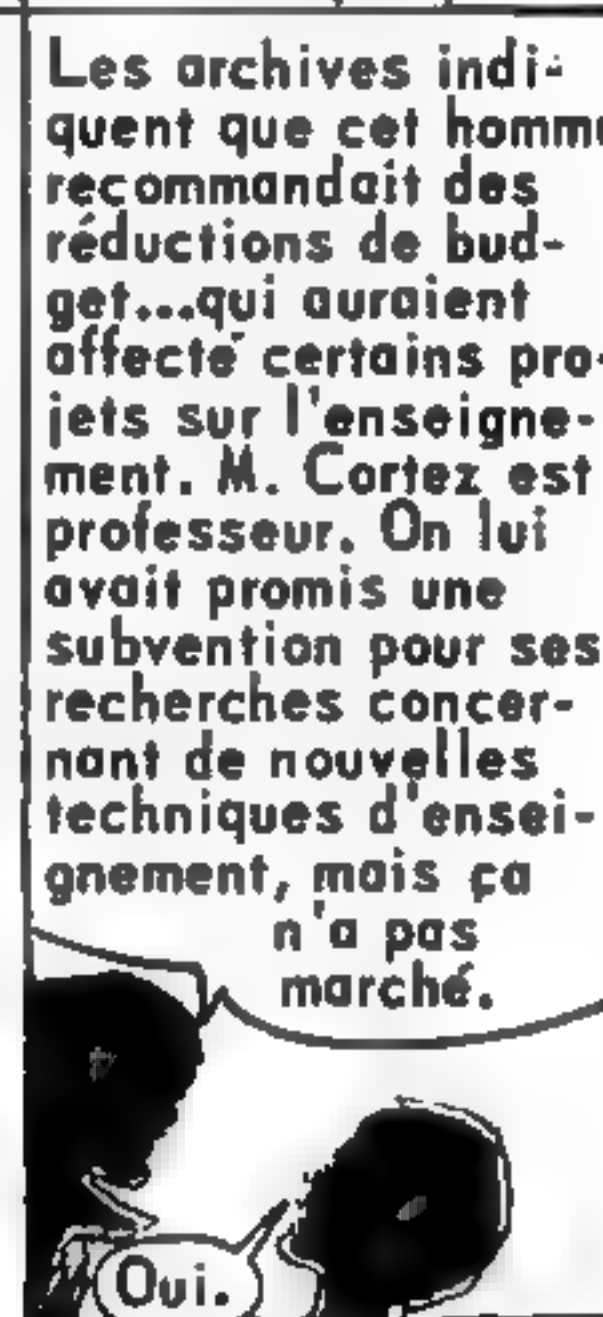 Les archives indi-
quent que cet homme
recommandait des
réductions de bud-
get...qui auraient
affecté certains pro-
jets sur l'enseigne-
ment. M. Cortez est
professeur. On lui
avait promis une
subvention pour ses
recherches concer-
nant de nouvelles
techniques d'ensei-
gnement, mais ça
n'a pas
marché.
Oui.